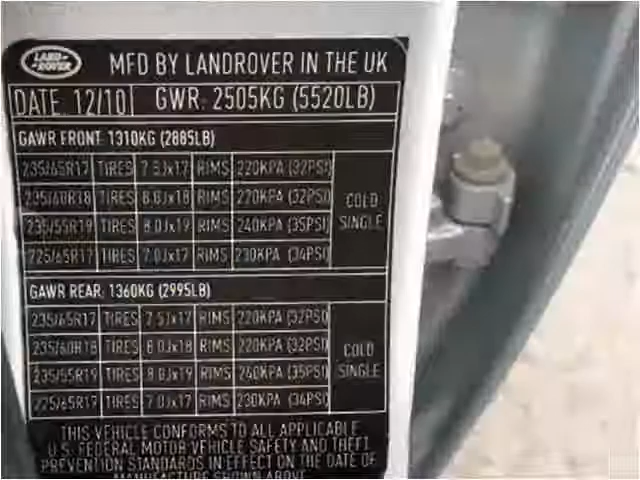 LAND-
-ROVER
MFD BY LANDROVER IN THE UK
DATE: 12/10 GWR: 2505KG (5520LB)
GAWR FRONT: 1310KG (2885LB)
235/65R17 TIRES 7.5Jx17 RIMS 220KPA (32PSI)
235/60R18 TIRES 8.0Jx18 RIMS 220KPA (32PSI)
235/55R19 TIRES 8.0Jx19 RIMS 240KPA (35PSI)
225/65R17 TIRES 7.0Jx17 RIMS 230KPA (34PSI)
COLD
SINGLE
GAWR REAR: 1360KG (2995LB)
235/65R17 TIRES 7.5Jx17 RIMS 220KPA (32PSI)
235/60R18 TIRES 8.0Jx18 RIMS 220KPA (32PSI)
235/55R19 TIRES 8.0Jx19 RIMS 240KPA (35PSI)
225/65R17 TIRES 7.0Jx17 RIMS 230KPA (34PSI)
COLD
SINGLE
THIS VEHICLE CONFORMS TO ALL APPLICABLE
U.S. FEDERAL MOTOR VEHICLE SAFETY AND THEFT
PREVENTION STANDARDS IN EFFECT ON THE DATE OF
MANUFACTURE SHOWN ABOVE